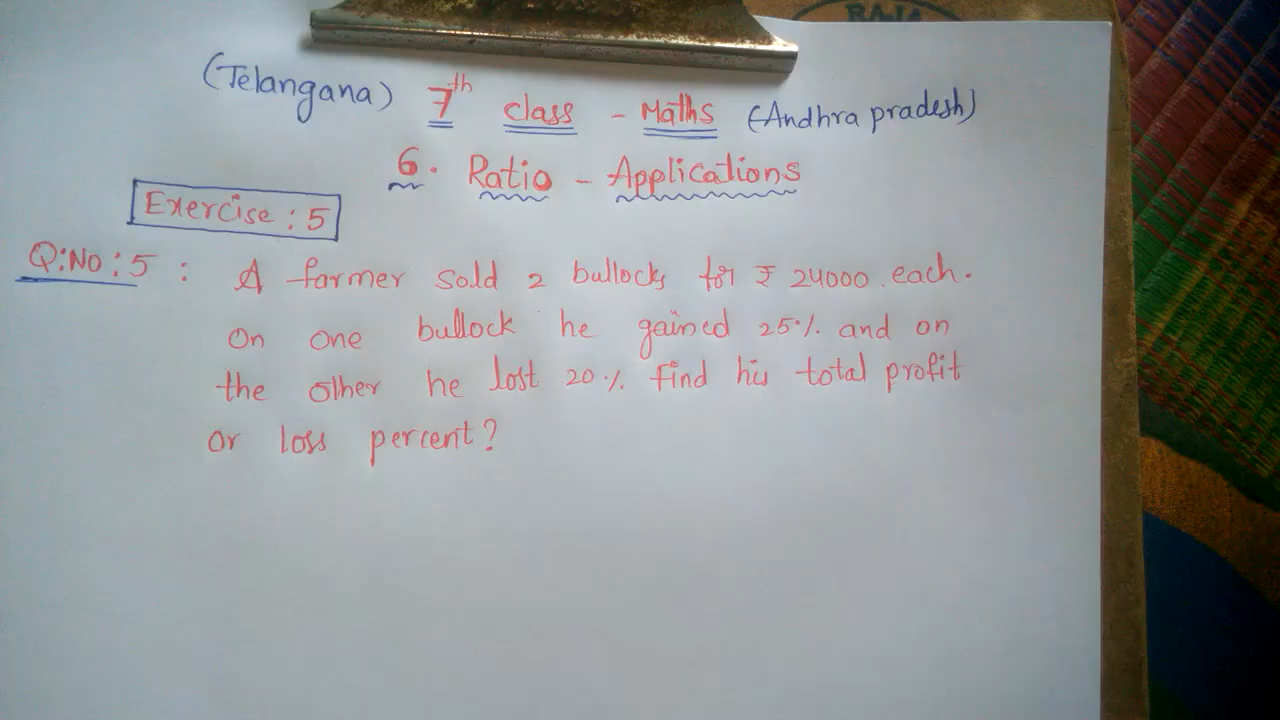 RAJA
(Telangana) 7th class - Maths (Andhra pradesh)
6. Ratio - Applications
Exercise : 5
Q:No : 5 : A farmer sold 2 bullocks for ₹ 24000 each.
On one bullock he gained 25% and on
the other he lost 20% Find his total profit
or loss percent?